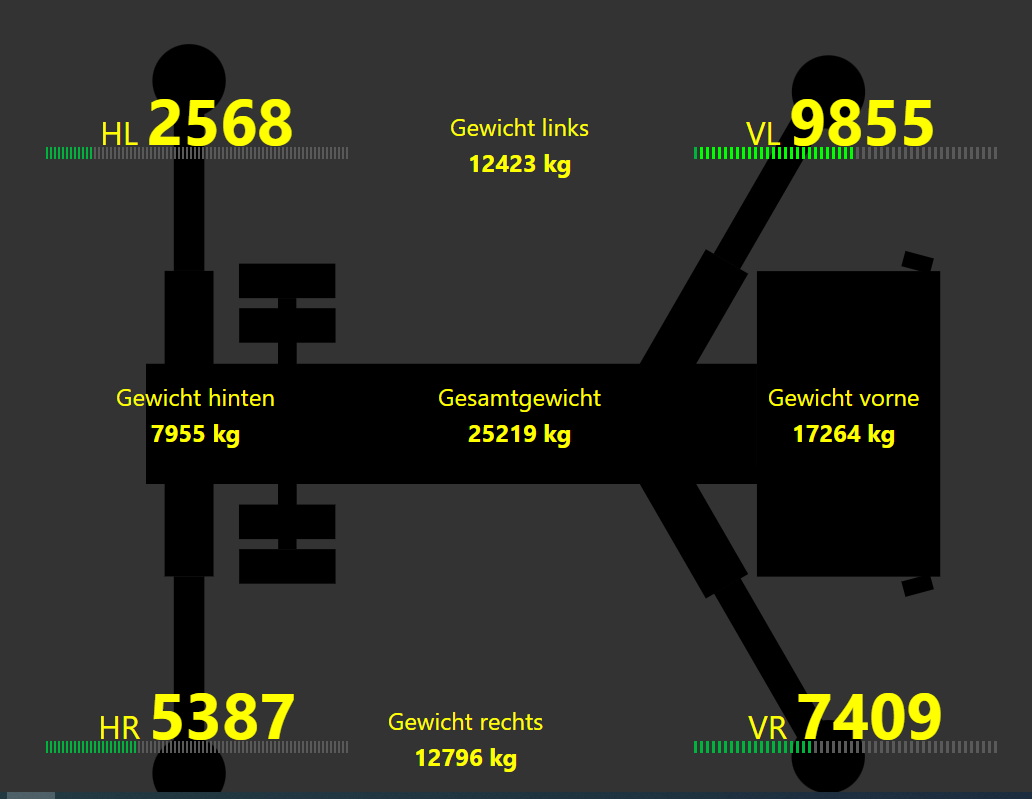 HL 2568
Gewicht links
12423 kg
VL 9855
Gewicht hinten
7955 kg
Gesamtgewicht
25219 kg
Gewicht vorne
17264 kg
HR 5387
Gewicht rechts
12796 kg
VR 7409